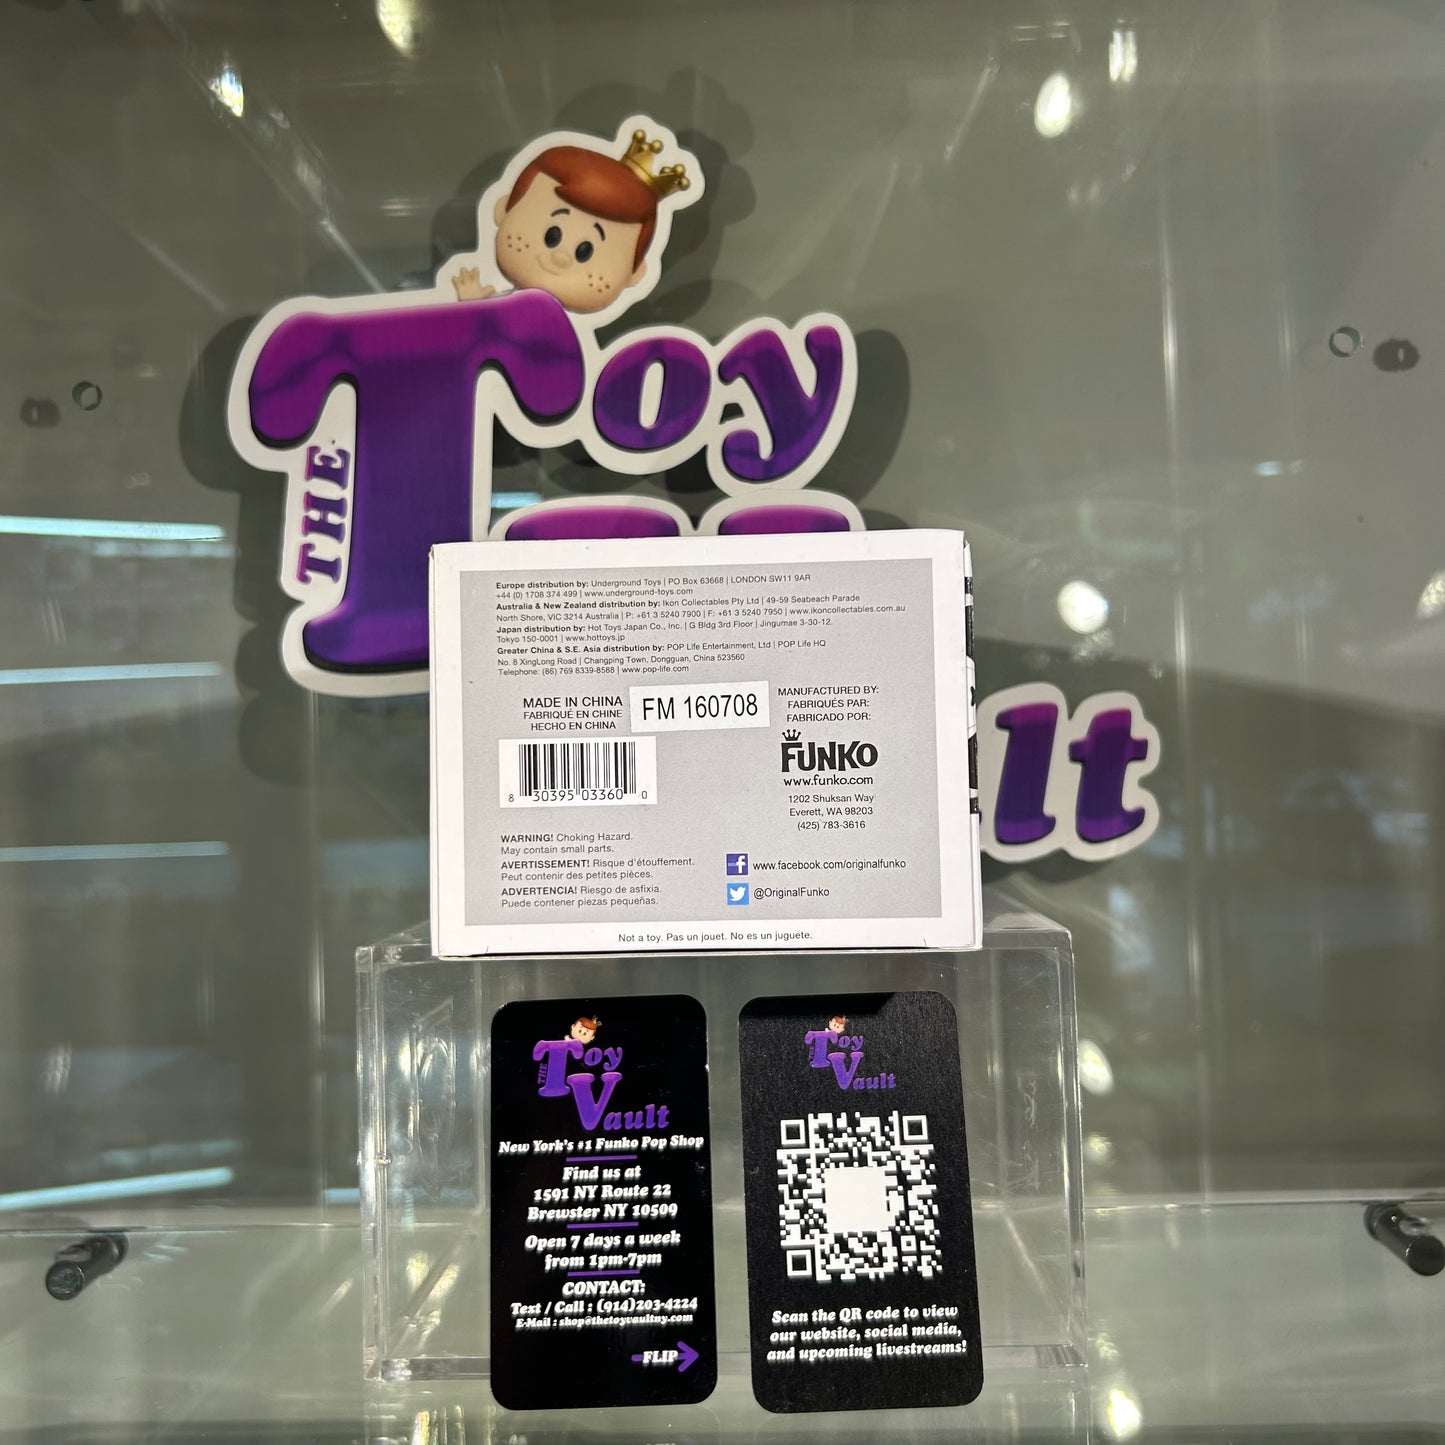 THE Toy
ult
Europe distribution by: Underground Toys | PO Box 63668 | LONDON SW11 9AR
+44 (0) 1708 374 499 | www.underground-toys.com
Australia & New Zealand distribution by: Ikon Collectables Pty Ltd | 49-59 Seabeach Parade
North Shore, VIC 3214 Australia | P: +61 3 5240 7900 | F: +61 3 5240 7950 | www.ikoncollectables.com.au
Japan distribution by: Hot Toys Japan Co., Inc. | G Bldg 3rd Floor | Jingumae 3-30-12.
Tokyo 150-0001 | www.hottoys.jp
Greater China & S.E. Asia distribution by: POP Life Entertainment, Ltd | POP Life HQ
No. 8 XingLong Road | Changping Town, Dongguan, China 523560
Telephone: (86) 769 8339-8588 | www.pop-life.com
MADE IN CHINA
FABRIQUÉ EN CHINE
HECHO EN CHINA
FM 160708
MANUFACTURED BY:
FABRIQUÉS PAR:
FABRICADO POR:
FUNKO
www.funko.com
1202 Shuksan Way
Everett, WA 98203
(425) 783-3616
8 30395 03360 0
WARNING! Choking Hazard.
May contain small parts.
AVERTISSEMENT! Risque d'étouffement.
Peut contenir des petites pièces.
ADVERTENCIA! Riesgo de asfixia.
Puede contener piezas pequeñas.
www.facebook.com/originalfunko
@OriginalFunko
Not a toy. Pas un jouet. No es un juguete.
THE Toy
Vault
New York's #1 Funko Pop Shop
Find us at
1591 NY Route 22
Brewster NY 10509
Open 7 days a week
from 1pm-7pm
CONTACT:
Text / Call : (914)203-4224
E-Mail : shop@thetoyvaultny.com
FLIP
THE Toy
Vault
Scan the QR code to view
our website, social media,
and upcoming livestreams!